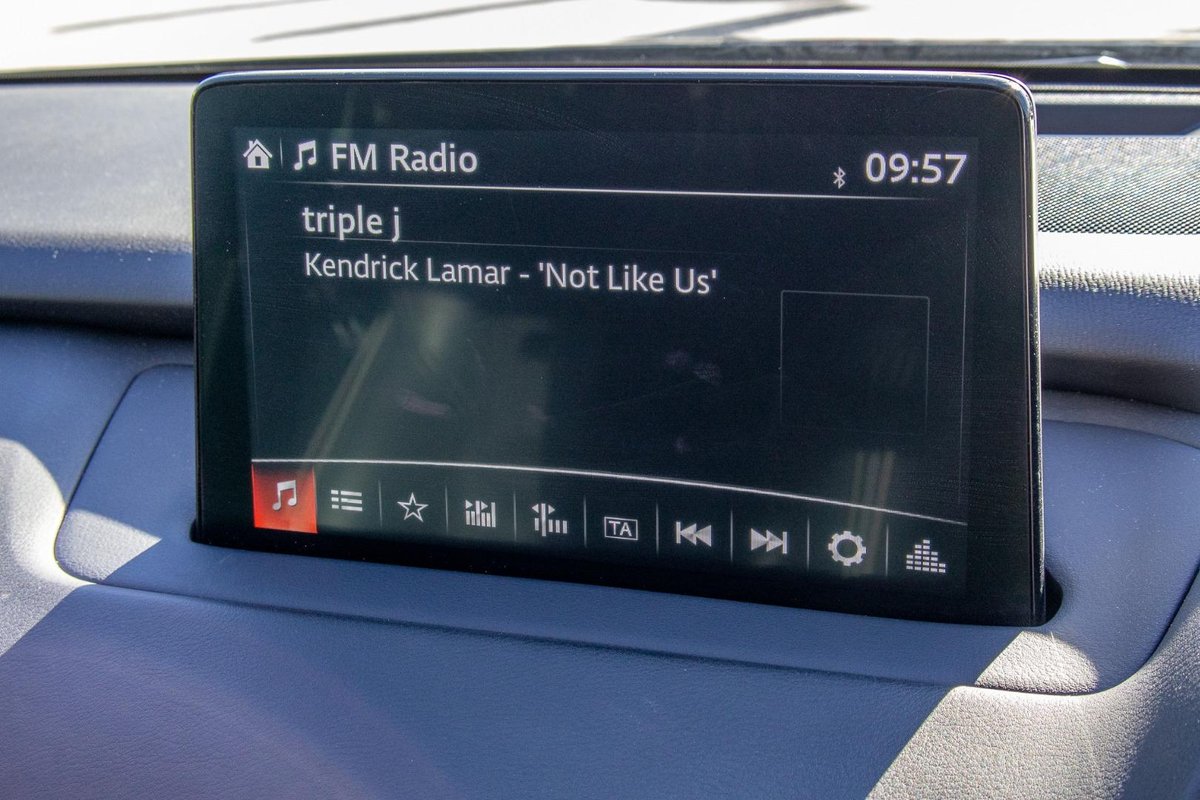 FM Radio
09:57
triple j
Kendrick Lamar - 'Not Like Us'
TA